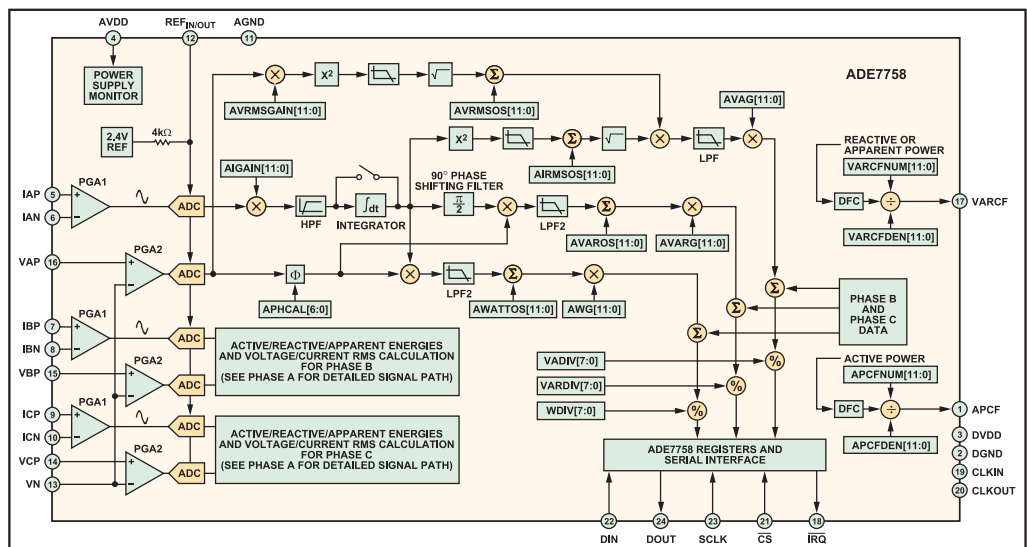 AVDD
4
REFIN/OUT
12
AGND
11
ADE7758
POWER
SUPPLY
MONITOR
2.4V
REF
4kΩ
X²
√
Σ
AVRMSGAIN[11:0]
AVRMSOS[11:0]
AVAG[11:0]
X²
Σ
√
LPF
AIRMSOS[11:0]
REACTIVE OR
APPARENT POWER
VARCFNUM[11:0]
DFC
÷
VARCFDEN[11:0]
17 VARCF
AIGAIN[11:0]
90° PHASE
SHIFTING FILTER
IAP 5
IAN 6
PGA1
+
−
ADC
HPF
∫dt
INTEGRATOR
π/2
LPF2
Σ
AVAROS[11:0]
AVARG[11:0]
VAP 16
PGA2
+
−
ADC
Φ
APHCAL[6:0]
LPF2
Σ
AWATTOS[11:0]
AWG[11:0]
Σ
Σ
Σ
PHASE B
AND
PHASE C
DATA
IBP 7
IBN 8
PGA1
+
−
ADC
VBP 15
PGA2
+
−
ADC
ACTIVE/REACTIVE/APPARENT ENERGIES
AND VOLTAGE/CURRENT RMS CALCULATION
FOR PHASE B
(SEE PHASE A FOR DETAILED SIGNAL PATH)
VADIV[7:0]
%
VARDIV[7:0]
%
WDIV[7:0]
%
ACTIVE POWER
APCFNUM[11:0]
DFC
÷
APCFDEN[11:0]
1 APCF
3 DVDD
2 DGND
19 CLKIN
20 CLKOUT
ICP 9
ICN 10
PGA1
+
−
ADC
VCP 14
VN 13
PGA2
+
−
ADC
ACTIVE/REACTIVE/APPARENT ENERGIES
AND VOLTAGE/CURRENT RMS CALCULATION
FOR PHASE C
(SEE PHASE A FOR DETAILED SIGNAL PATH)
ADE7758 REGISTERS AND
SERIAL INTERFACE
22
DIN
24
DOUT
23
SCLK
21
CS
18
IRQ